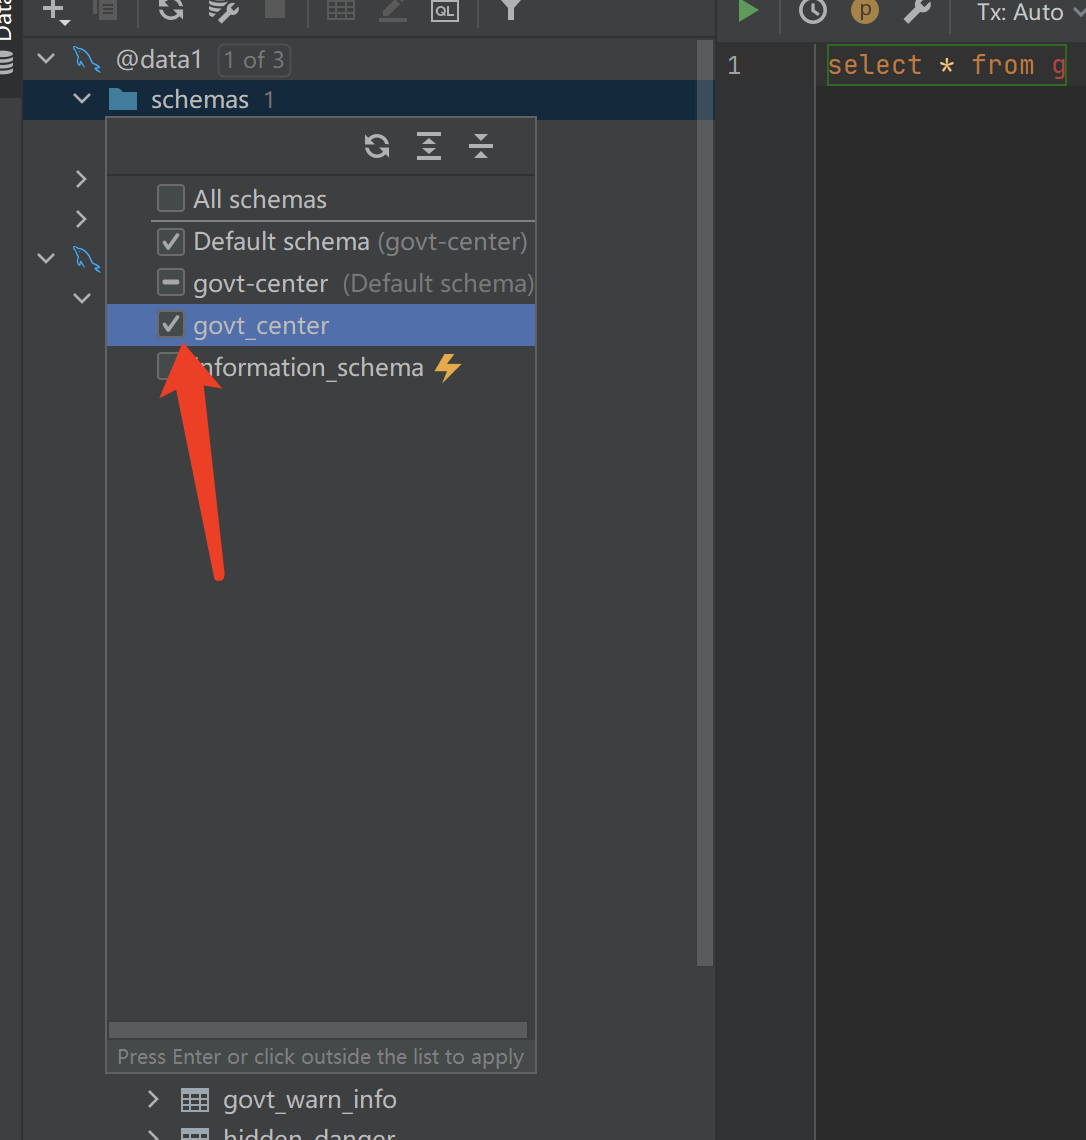 Data
QL
p
Tx: Auto
@data1 1 of 3
schemas 1
1 select * from g
All schemas
Default schema (govt-center)
govt-center (Default schema)
govt_center
information_schema
Press Enter or click outside the list to apply
govt_warn_info
hidden_danger